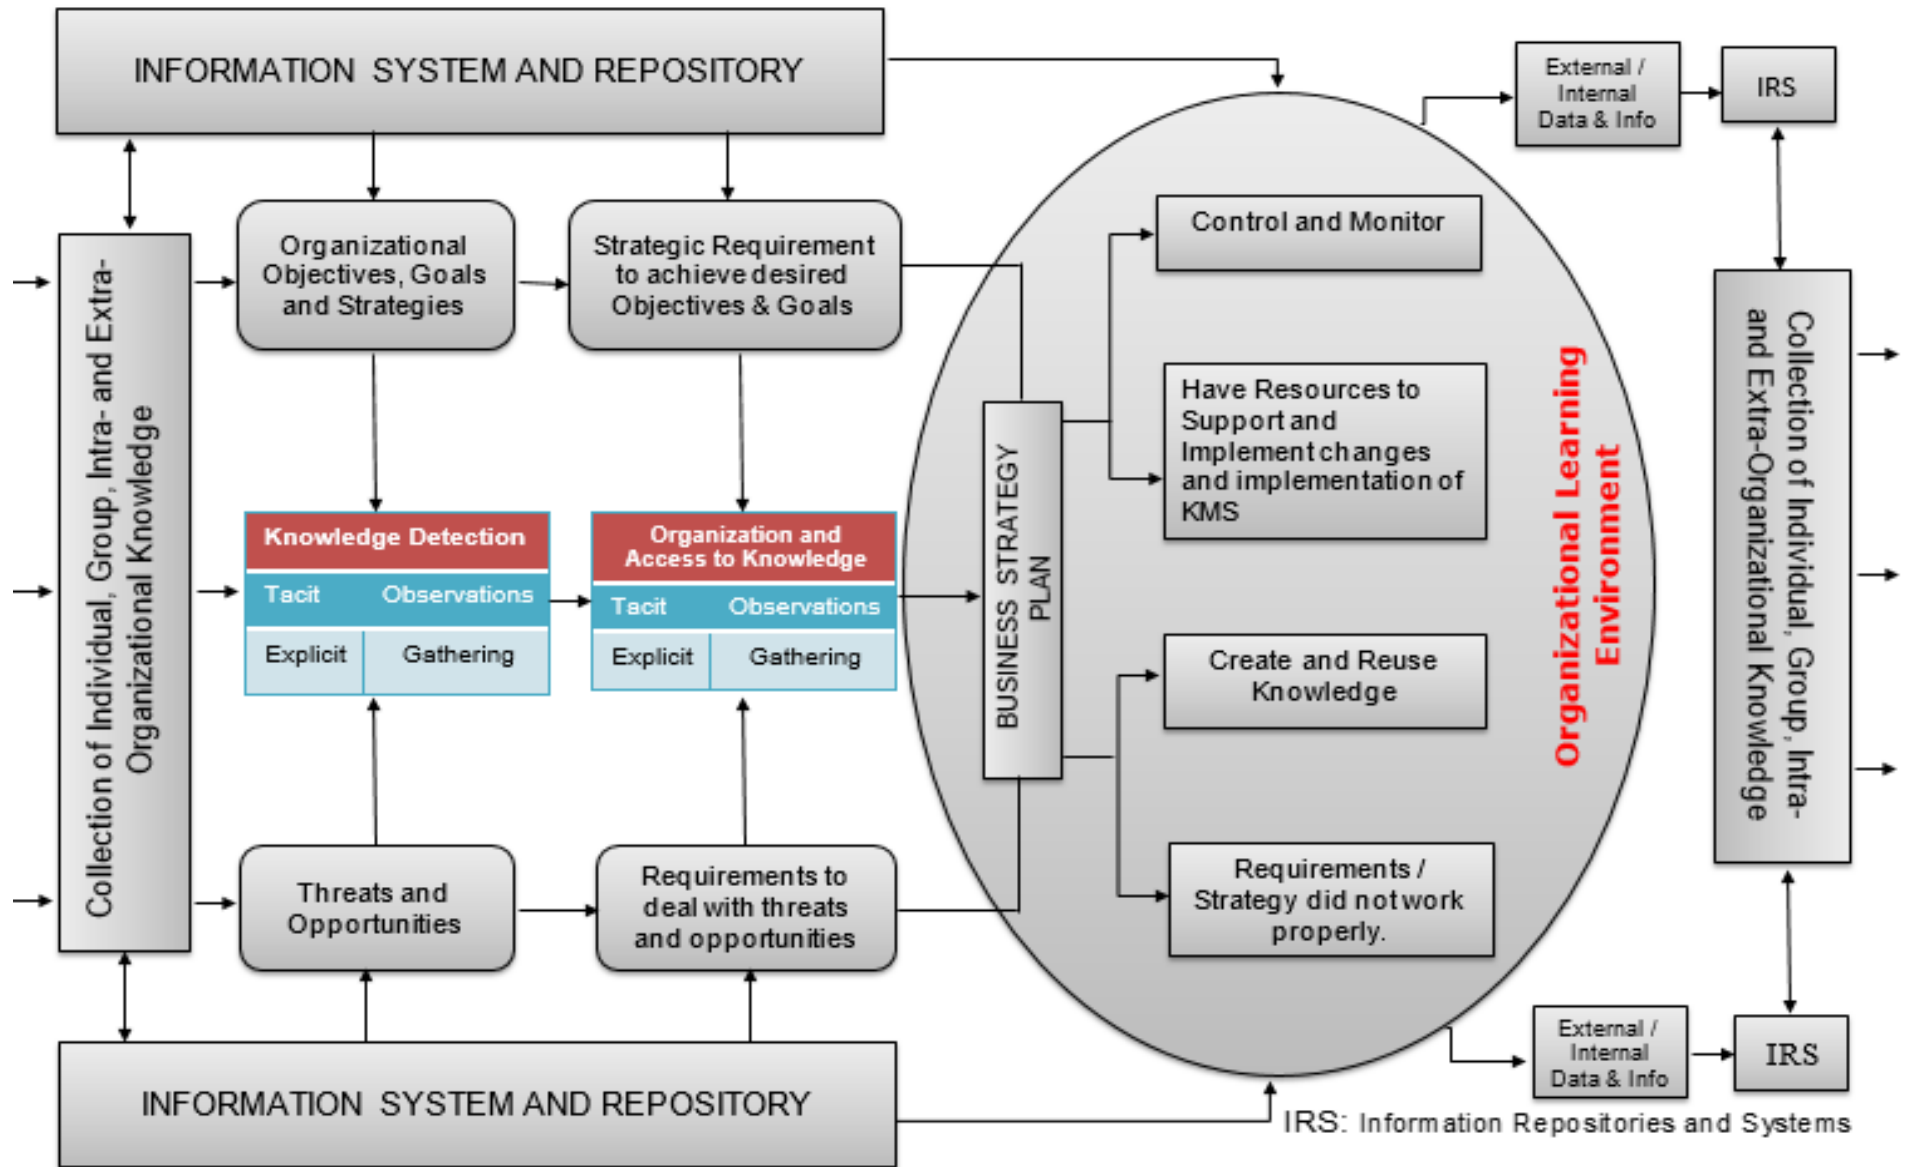 INFORMATION SYSTEM AND REPOSITORY
External /
Internal
Data & Info
IRS
Collection of Individual, Group, Intra- and Extra-
Organizational Knowledge
Organizational
Objectives, Goals
and Strategies
Strategic Requirement
to achieve desired
Objectives & Goals
Knowledge Detection
Tacit Observations
Explicit Gathering
Organization and
Access to Knowledge
Tacit Observations
Explicit Gathering
Threats and
Opportunities
Requirements to
deal with threats
and opportunities
BUSINESS STRATEGY
PLAN
Control and Monitor
Have Resources to
Support and
Implement changes
and implementation of
KMS
Create and Reuse
Knowledge
Requirements /
Strategy did not work
properly.
Organizational Learning
Environment
Collection of Individual, Group, Intra-
and Extra-Organizational Knowledge
INFORMATION SYSTEM AND REPOSITORY
External /
Internal
Data & Info
IRS
IRS: Information Repositories and Systems